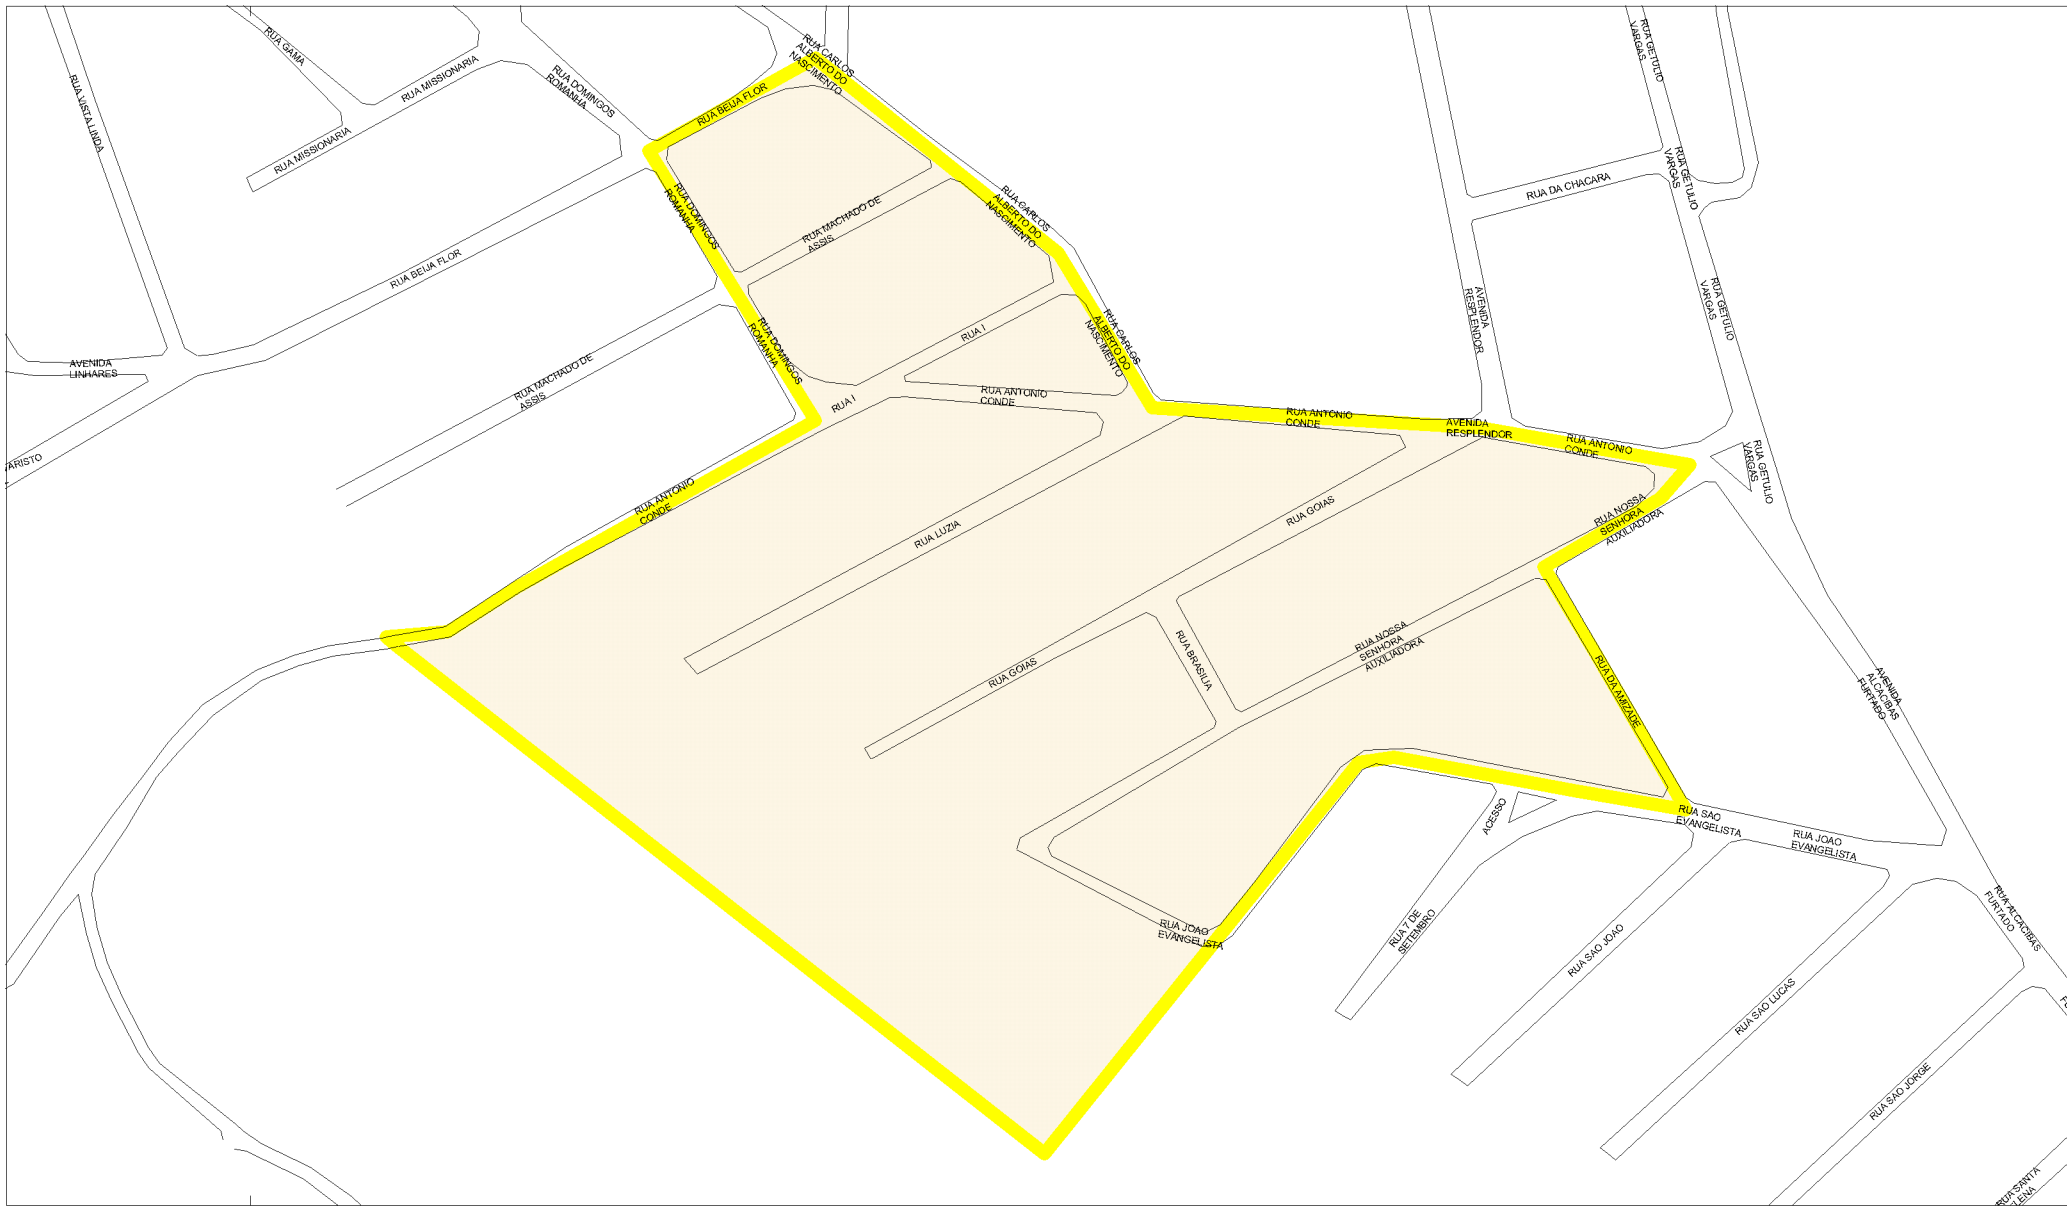 RUA GAMA
RUA MISSIONARIA
RUA DOMINGOS
ROMANHA
RUA CARLOS
ALBERTO DO
NASCIMENTO
RUA GETULIO
VARGAS
RUA VISTA LINDA
RUA BEIJA FLOR
RUA MISSIONARIA
RUA GETULIO
VARGAS
RUA DA CHACARA
RUA DOMINGOS
ROMANHA
RUA MACHADO DE
ASSIS
RUA CARLOS
ALBERTO DO
NASCIMENTO
RUA BEIJA FLOR
AVENIDA
RESPLENDOR
RUA GETULIO
VARGAS
RUA I
RUA CARLOS
ALBERTO DO
NASCIMENTO
RUA DOMINGOS
ROMANHA
AVENIDA
LINHARES
RUA MACHADO DE
ASSIS
RUA I
RUA ANTONIO
CONDE
RUA ANTONIO
CONDE
AVENIDA
RESPLENDOR
RUA ANTONIO
CONDE
RUA GETULIO
VARGAS
ARISTO
RUA ANTONIO
CONDE
RUA LUZIA
RUA GOIAS
RUA NOSSA
SENHORA
AUXILIADORA
RUA GOIAS
RUA BRASILIA
RUA NOSSA
SENHORA
AUXILIADORA
RUA DA AMIZADE
AVENIDA
ALCACIBAS
FURTADO
ACESSO
RUA SAO
EVANGELISTA
RUA JOAO
EVANGELISTA
RUA JOAO
EVANGELISTA
RUA 7 DE
SETEMBRO
RUA SAO JOAO
RUA ALCACIBAS
FURTADO
RUA SAO LUCAS
RUA SAO JORGE
RUA SANTA
LENA